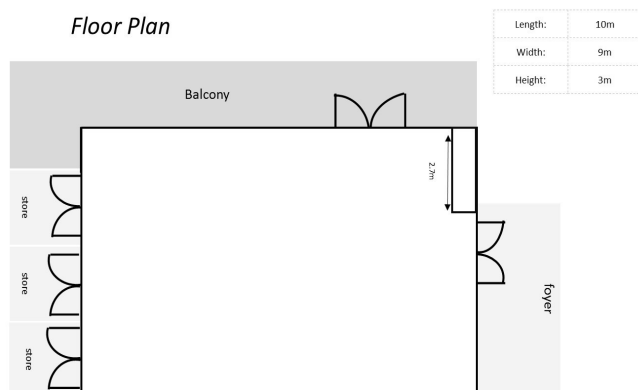 Floor Plan
Length: 10m
Width: 9m
Height: 3m
Balcony
2.7m
store
store
store
foyer